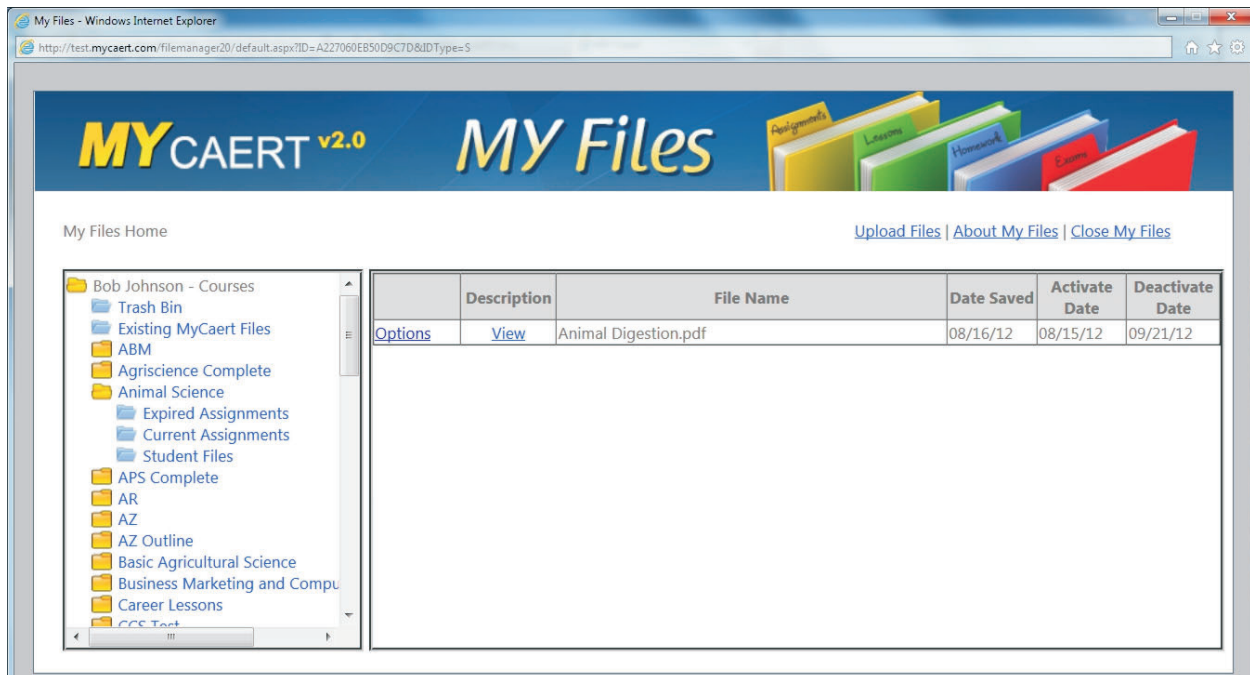 My Files - Windows Internet Explorer
http://test.mycaert.com/filemanager20/default.aspx?ID=A227060EB50D9C7D&IDType=S
MYCAERT v2.0
MY Files
Assignments
Lessons
Homework
Exams
My Files Home
Upload Files | About My Files | Close My Files
Bob Johnson - Courses
Trash Bin
Existing MyCaert Files
ABM
Agriscience Complete
Animal Science
Expired Assignments
Current Assignments
Student Files
APS Complete
AR
AZ
AZ Outline
Basic Agricultural Science
Business Marketing and Compu
Career Lessons
CCS Test
Description
File Name
Date Saved
Activate
Date
Deactivate
Date
Options
View
Animal Digestion.pdf
08/16/12
08/15/12
09/21/12